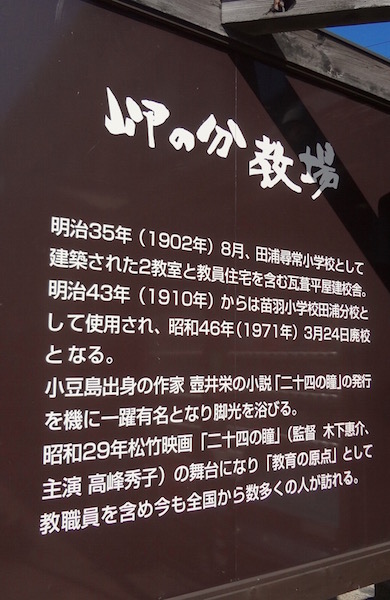 岬の分教場
明治35年（1902年）8月、田浦尋常小学校として
建築された2教室と教員住宅を含む瓦葺平屋建校舎。
明治43年（1910年）からは苗羽小学校田浦分校と
して使用され、昭和46年（1971年）3月24日廃校
となる。
小豆島出身の作家 壺井栄の小説「二十四の瞳」の発行
を機に一躍有名となり脚光を浴びる。
昭和29年松竹映画「二十四の瞳」（監督 木下惠介、
主演 高峰秀子）の舞台になり「教育の原点」として
教職員を含め今も全国から数多くの人が訪れる。